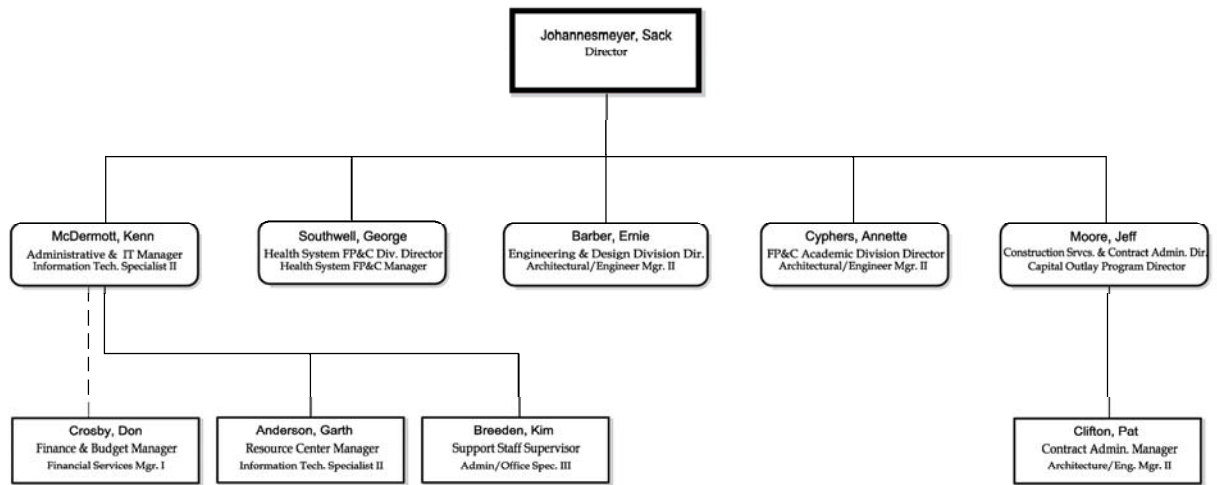 Johannesmeyer, Sack
Director
McDermott, Kenn
Administrative & IT Manager
Information Tech. Specialist II
Southwell, George
Health System FP&C Div. Director
Health System FP&C Manager
Barber, Ernie
Engineering & Design Division Dir.
Architectural/Engineer Mgr. II
Cyphers, Annette
FP&C Academic Division Director
Architectural/Engineer Mgr. II
Moore, Jeff
Construction Srvcs. & Contract Admin. Dir.
Capital Outlay Program Director
Crosby, Don
Finance & Budget Manager
Financial Services Mgr. I
Anderson, Garth
Resource Center Manager
Information Tech. Specialist II
Breeden, Kim
Support Staff Supervisor
Admin/Office Spec. III
Clifton, Pat
Contract Admin. Manager
Architecture/Eng. Mgr. II